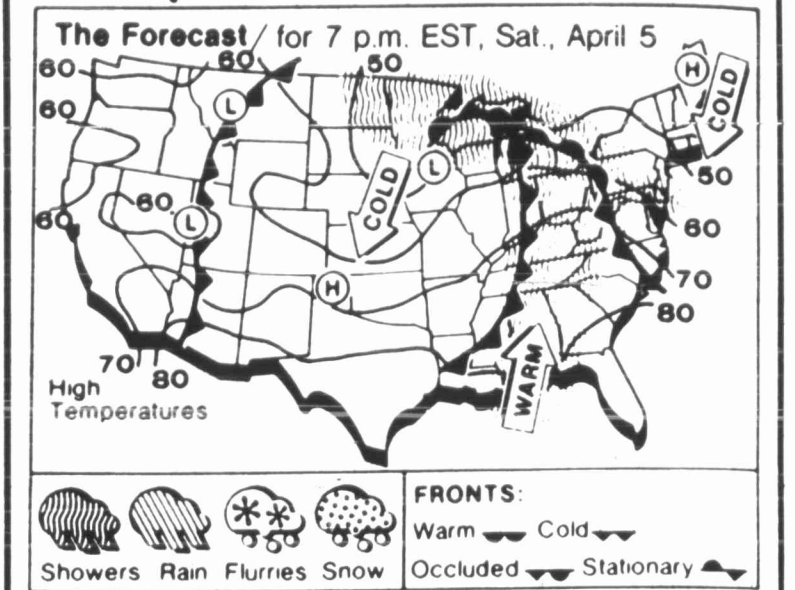 The Forecast / for 7 p.m. EST, Sat., April 5
60 60 50 H COLD
60 L
L COLD 50
60 60 L 60
H 70
80
70 80 WARM
High
Temperatures
Showers Rain Flurries Snow
FRONTS:
Warm Cold
Occluded Stationary